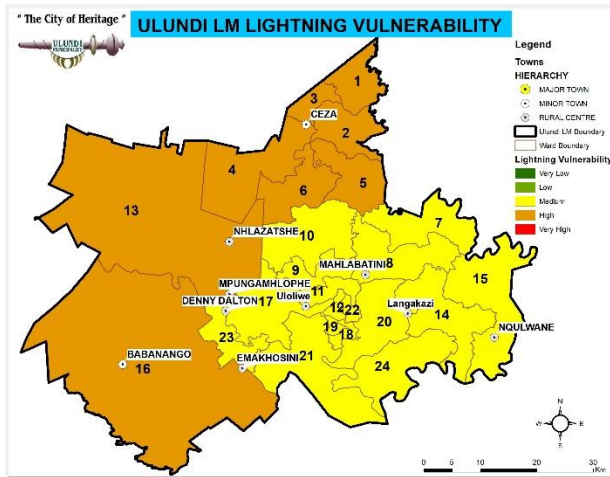 " The City of Heritage "
ULUNDI
MUNICIPALITY
ULUNDI LM LIGHTNING VULNERABILITY
Legend
Towns
HIERARCHY
MAJOR TOWN
MINOR TOWN
RURAL CENTRE
Ulundi LM Boundary
Ward Boundary
Lightning Vulnerability
Very Low
Low
Medium
High
Very High
1
3
CEZA
2
4
6
5
13
7
NHLAZATSHE
10
MAHLABATINI
8
15
9
MPUNGAMHLOPHE
11
DENNY DALTON
17
Uloliwe
12
22
Langakazi
14
20
19
18
23
NQULWANE
BABANANGO
16
EMAKHOSINI
21
24
N
W
E
S
0 5 10 20 30
Km